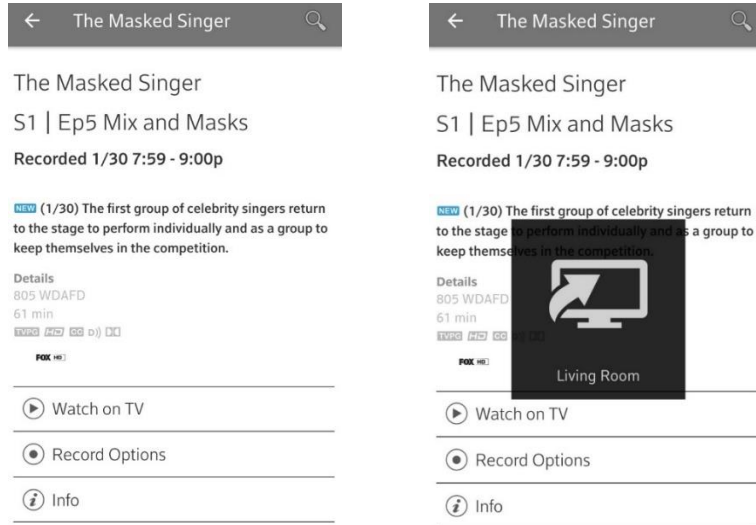 The Masked Singer
The Masked Singer
S1 | Ep5 Mix and Masks
Recorded 1/30 7:59 - 9:00p
NEW (1/30) The first group of celebrity singers return
to the stage to perform individually and as a group to
keep themselves in the competition.
Details
805 WDAFD
61 min
TVPG HD CC D))
FOX HD
Watch on TV
Record Options
Info
The Masked Singer
The Masked Singer
S1 | Ep5 Mix and Masks
Recorded 1/30 7:59 - 9:00p
NEW (1/30) The first group of celebrity singers return
to the stage to perform individually and as a group to
keep themselves in the competition.
Details
805 WDAFD
61 min
TVPG HD CC
FOX HD
Living Room
Watch on TV
Record Options
Info